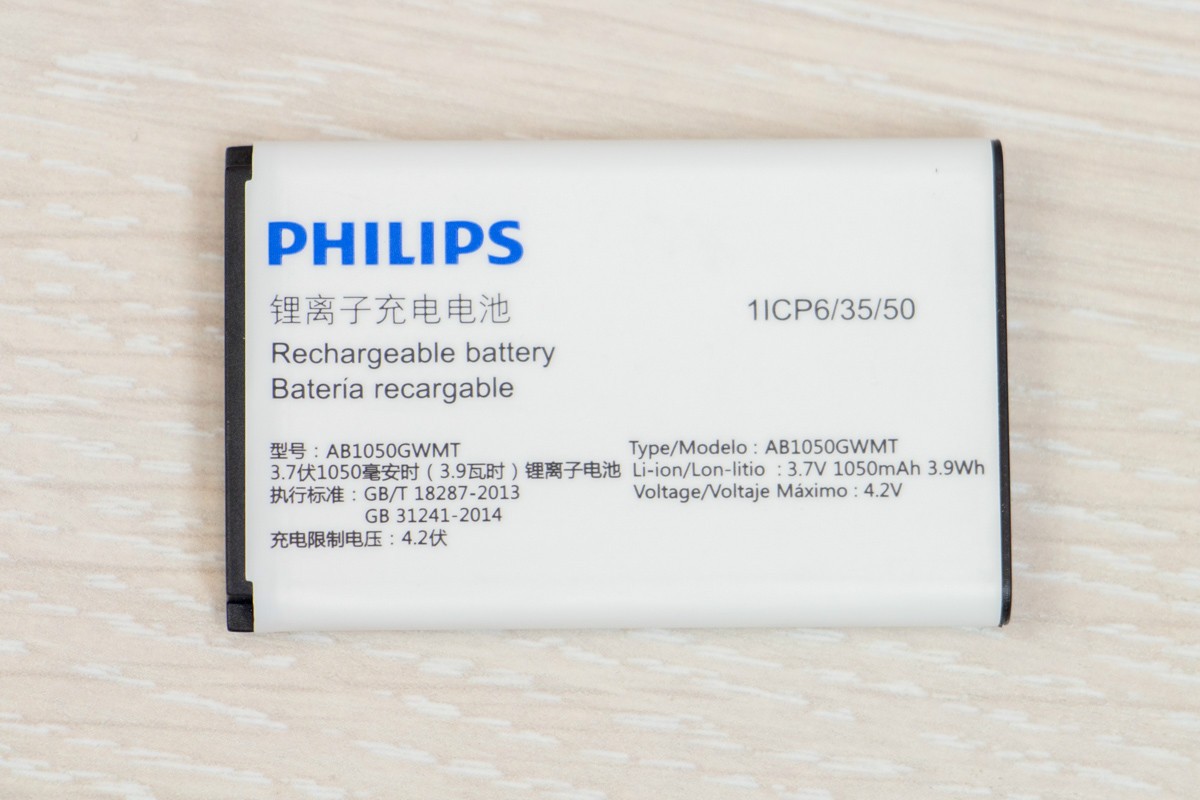 PHILIPS
锂离子充电电池
1ICP6/35/50
Rechargeable battery
Batería recargable
型号：AB1050GWMT
3.7伏1050毫安时（3.9瓦时）锂离子电池
执行标准：GB/T 18287-2013
GB 31241-2014
充电限制电压：4.2伏
Type/Modelo : AB1050GWMT
Li-ion/Lon-litio : 3.7V 1050mAh 3.9Wh
Voltage/Voltaje Máximo : 4.2V